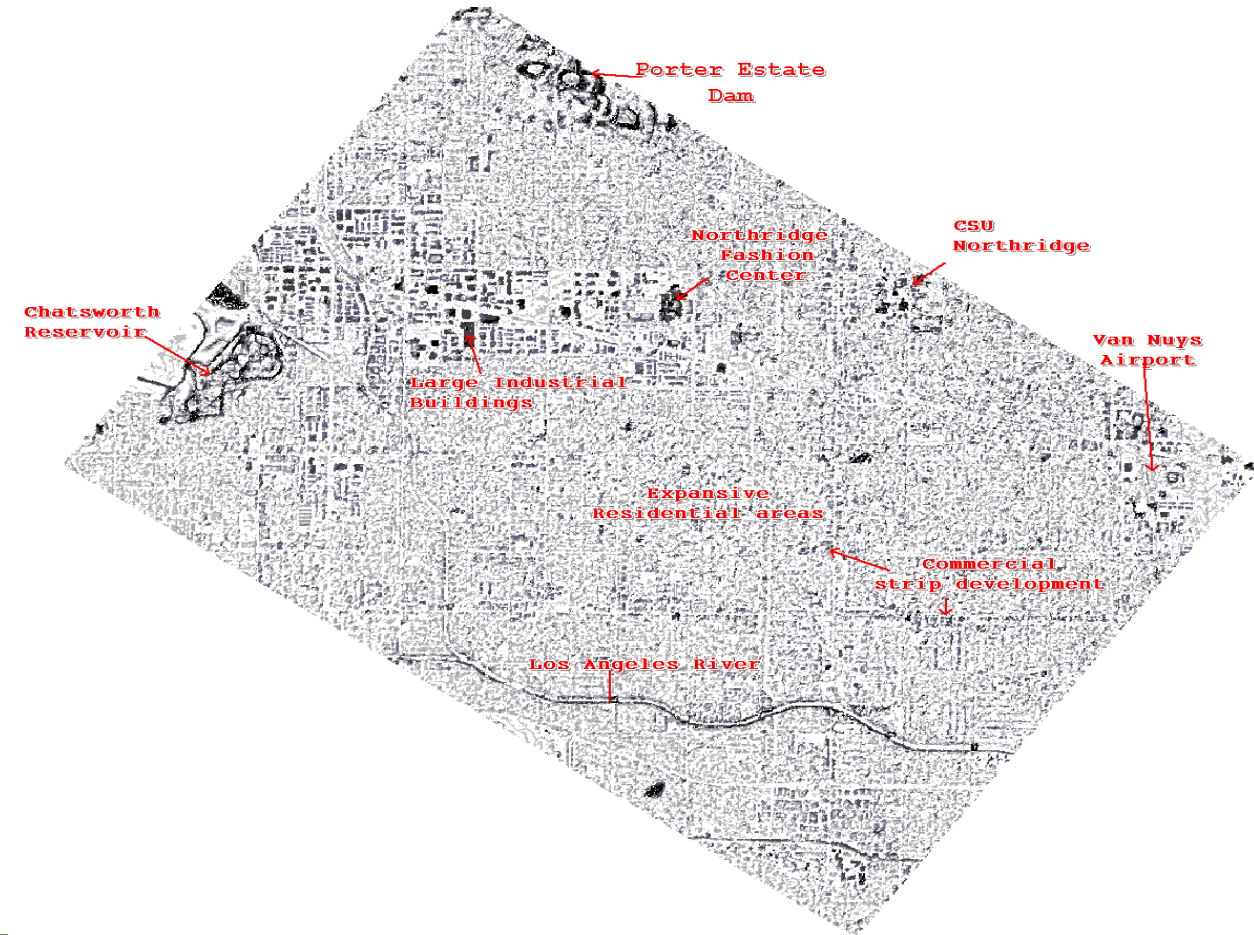 Porter Estate
Dam
CSU
Northridge
Northridge
Fashion
Center
Chatsworth
Reservoir
Van Nuys
Airport
Large Industrial
Buildings
Expansive
Residential areas
Commercial
strip development
Los Angeles River